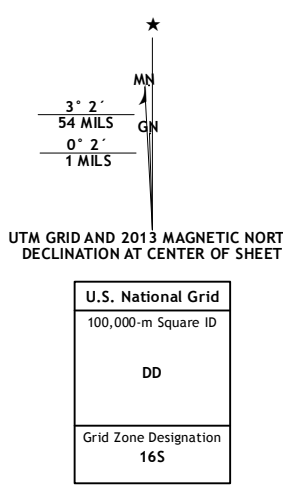 ★
MN
3° 2´
54 MILS
GN
0° 2´
1 MILS
UTM GRID AND 2013 MAGNETIC NORT
DECLINATION AT CENTER OF SHEET
U.S. National Grid
100,000-m Square ID
DD
Grid Zone Designation
16S